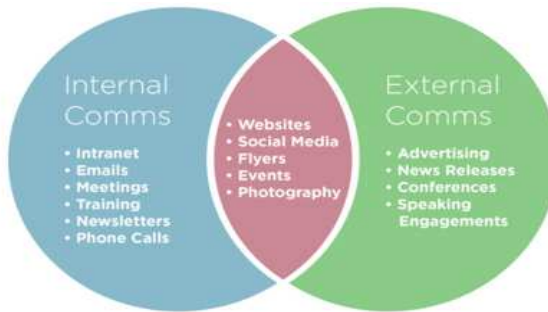 Internal
Comms
• Intranet
• Emails
• Meetings
• Training
• Newsletters
• Phone Calls
• Websites
• Social Media
• Flyers
• Events
• Photography
External
Comms
• Advertising
• News Releases
• Conferences
• Speaking
Engagements